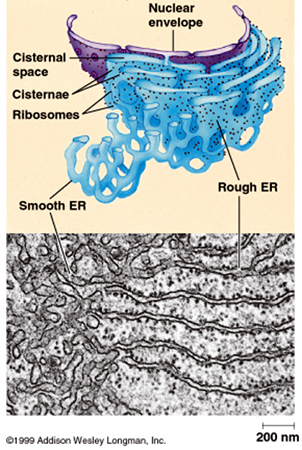 Nuclear
envelope
Cisternal
space
Cisternae
Ribosomes
Rough ER
Smooth ER
200 nm
©1999 Addison Wesley Longman, Inc.